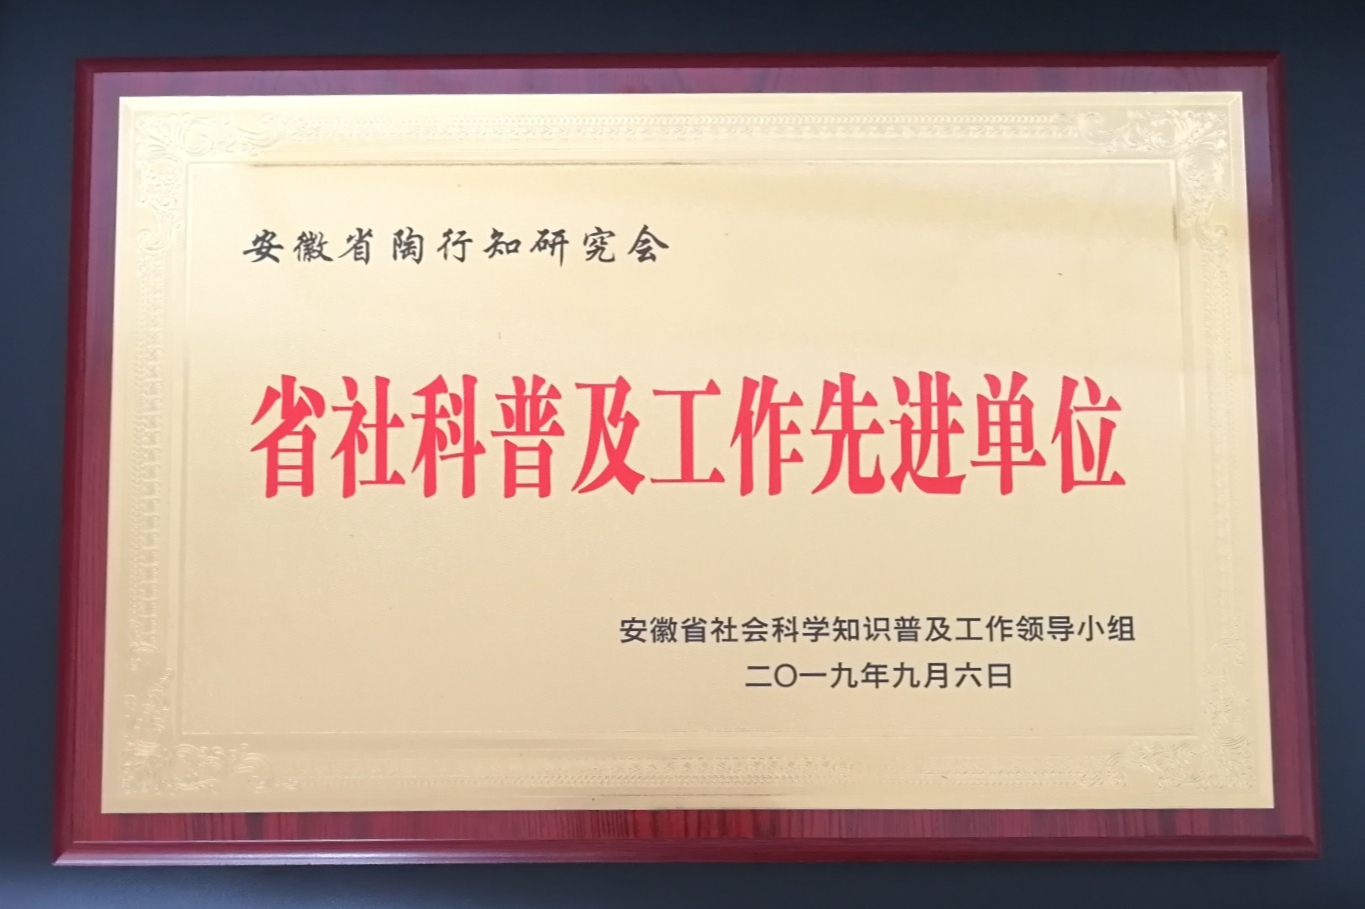 安徽省陶行知研究会
省社科普及工作先进单位
安徽省社会科学知识普及工作领导小组
二〇一九年九月六日